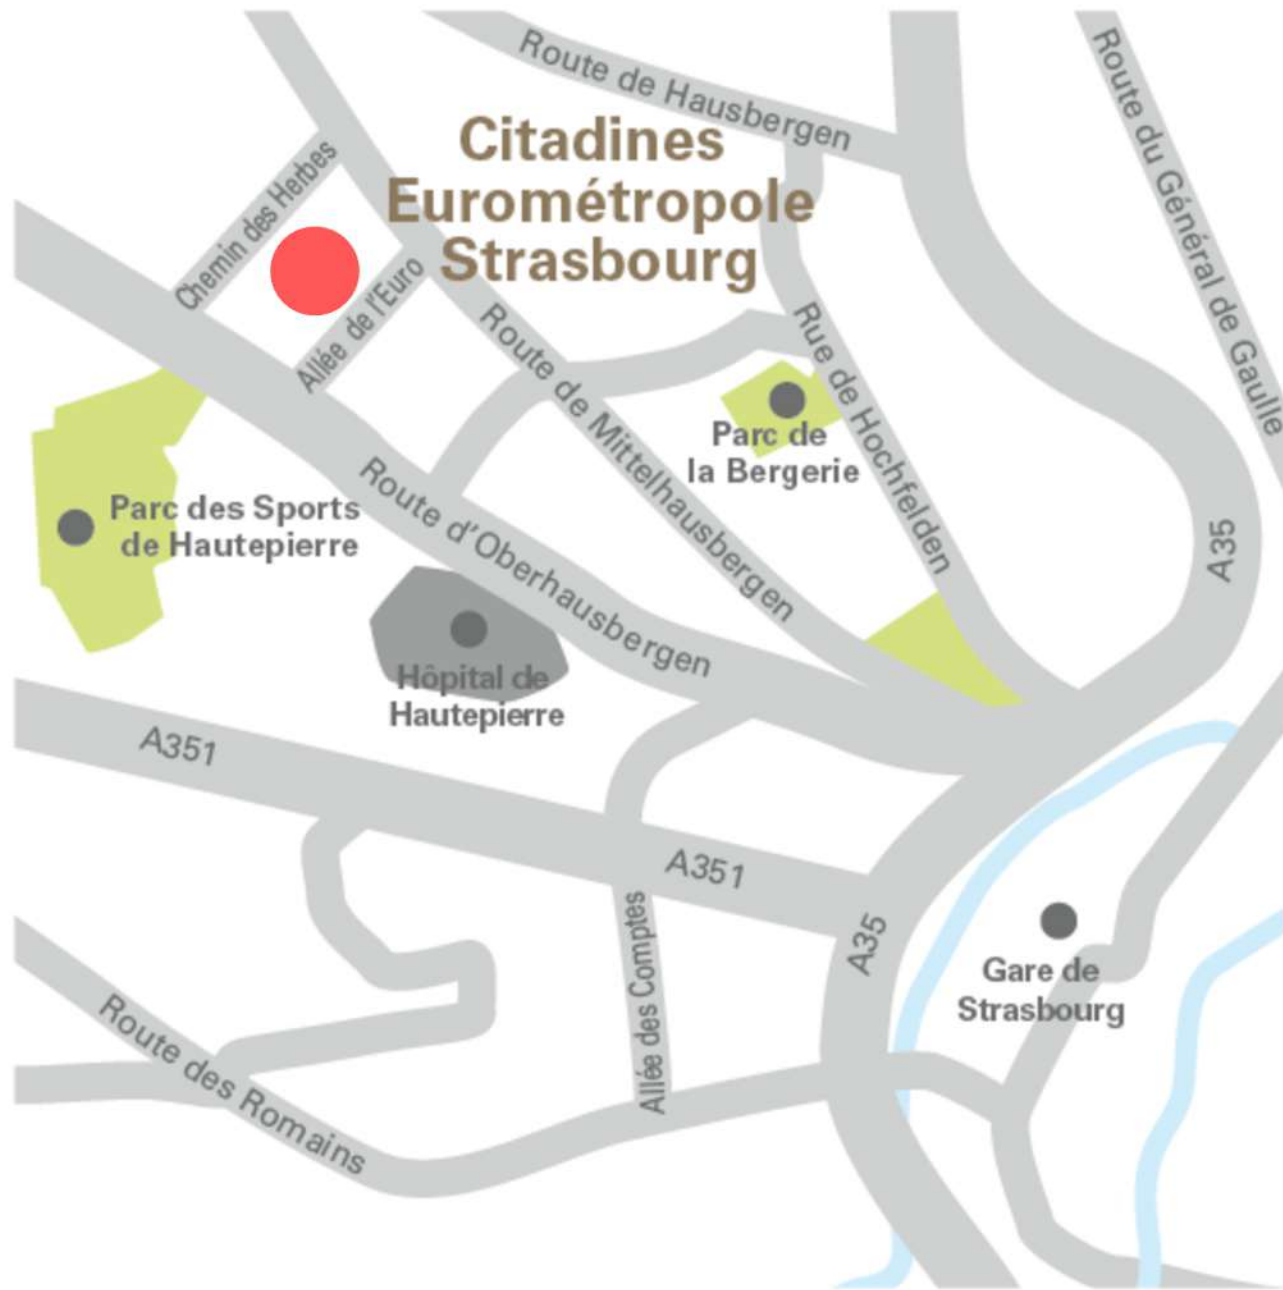 Route de Hausbergen
Route du Général de Gaulle
Citadines
Eurométropole
Strasbourg
Chemin des Herbes
Allée de l'Euro
Route de Mittelhausbergen
Rue de Hochfelden
Parc de
la Bergerie
Route d'Oberhausbergen
Parc des Sports
de Hautepierre
A35
Hôpital de
Hautepierre
A351
A351
Allée des Comptes
A35
Gare de
Strasbourg
Route des Romains